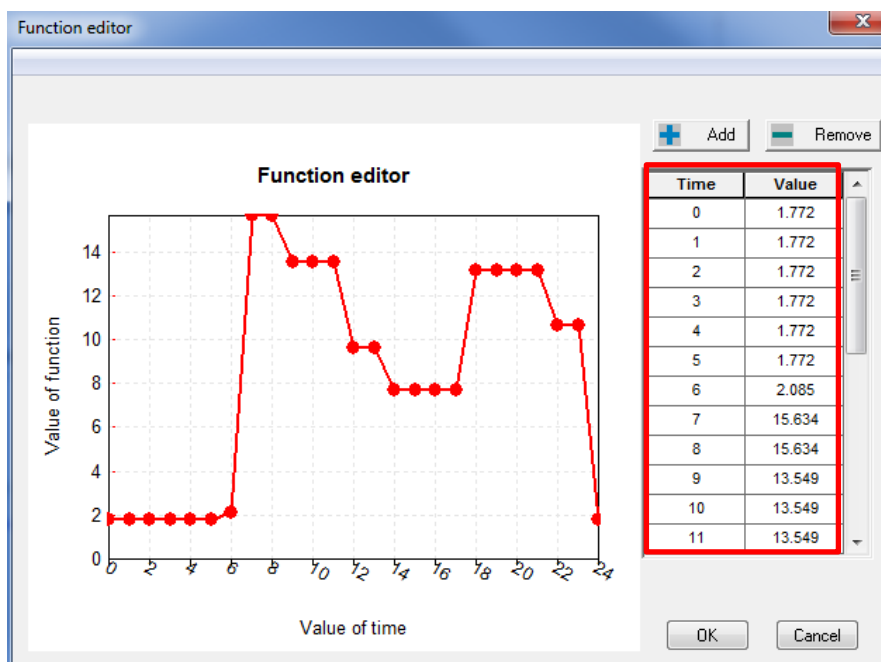 Function editor
X
Add
Remove
Function editor
Value of function
14
12
10
8
6
4
2
0
0 2 4 6 8 10 12 14 16 18 20 22 24
Value of time
Time Value
0 1.772
1 1.772
2 1.772
3 1.772
4 1.772
5 1.772
6 2.085
7 15.634
8 15.634
9 13.549
10 13.549
11 13.549
OK
Cancel